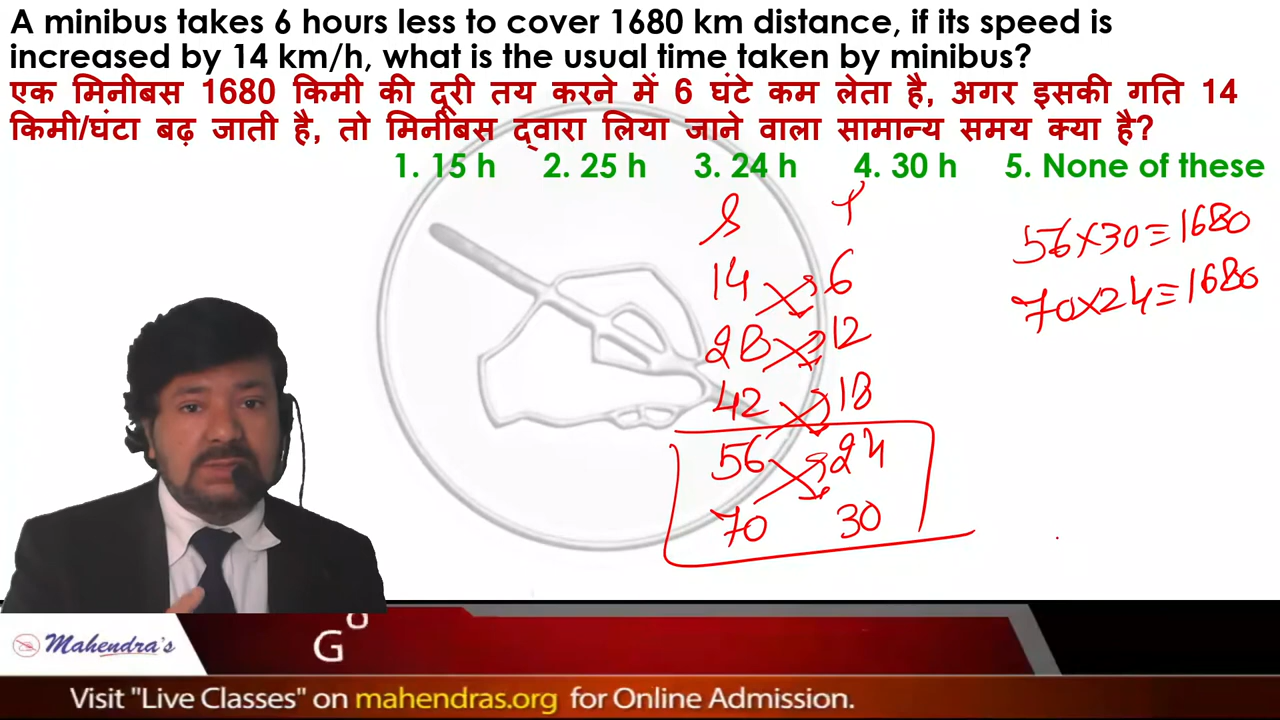 A minibus takes 6 hours less to cover 1680 km distance, if its speed is
increased by 14 km/h, what is the usual time taken by minibus?
एक मिनीबस 1680 किमी की दूरी तय करने में 6 घंटे कम लेता है, अगर इसकी गति 14
किमी/घंटा बढ़ जाती है, तो मिनीबस द्वारा लिया जाने वाला सामान्य समय क्या है?
1. 15 h 2. 25 h 3. 24 h 4. 30 h 5. None of these
S T
14 6
28 12
42 18
56 24
70 30
56×30=1680
70×24=1680
Go
Mahendra's
Visit "Live Classes" on mahendras.org for Online Admission.